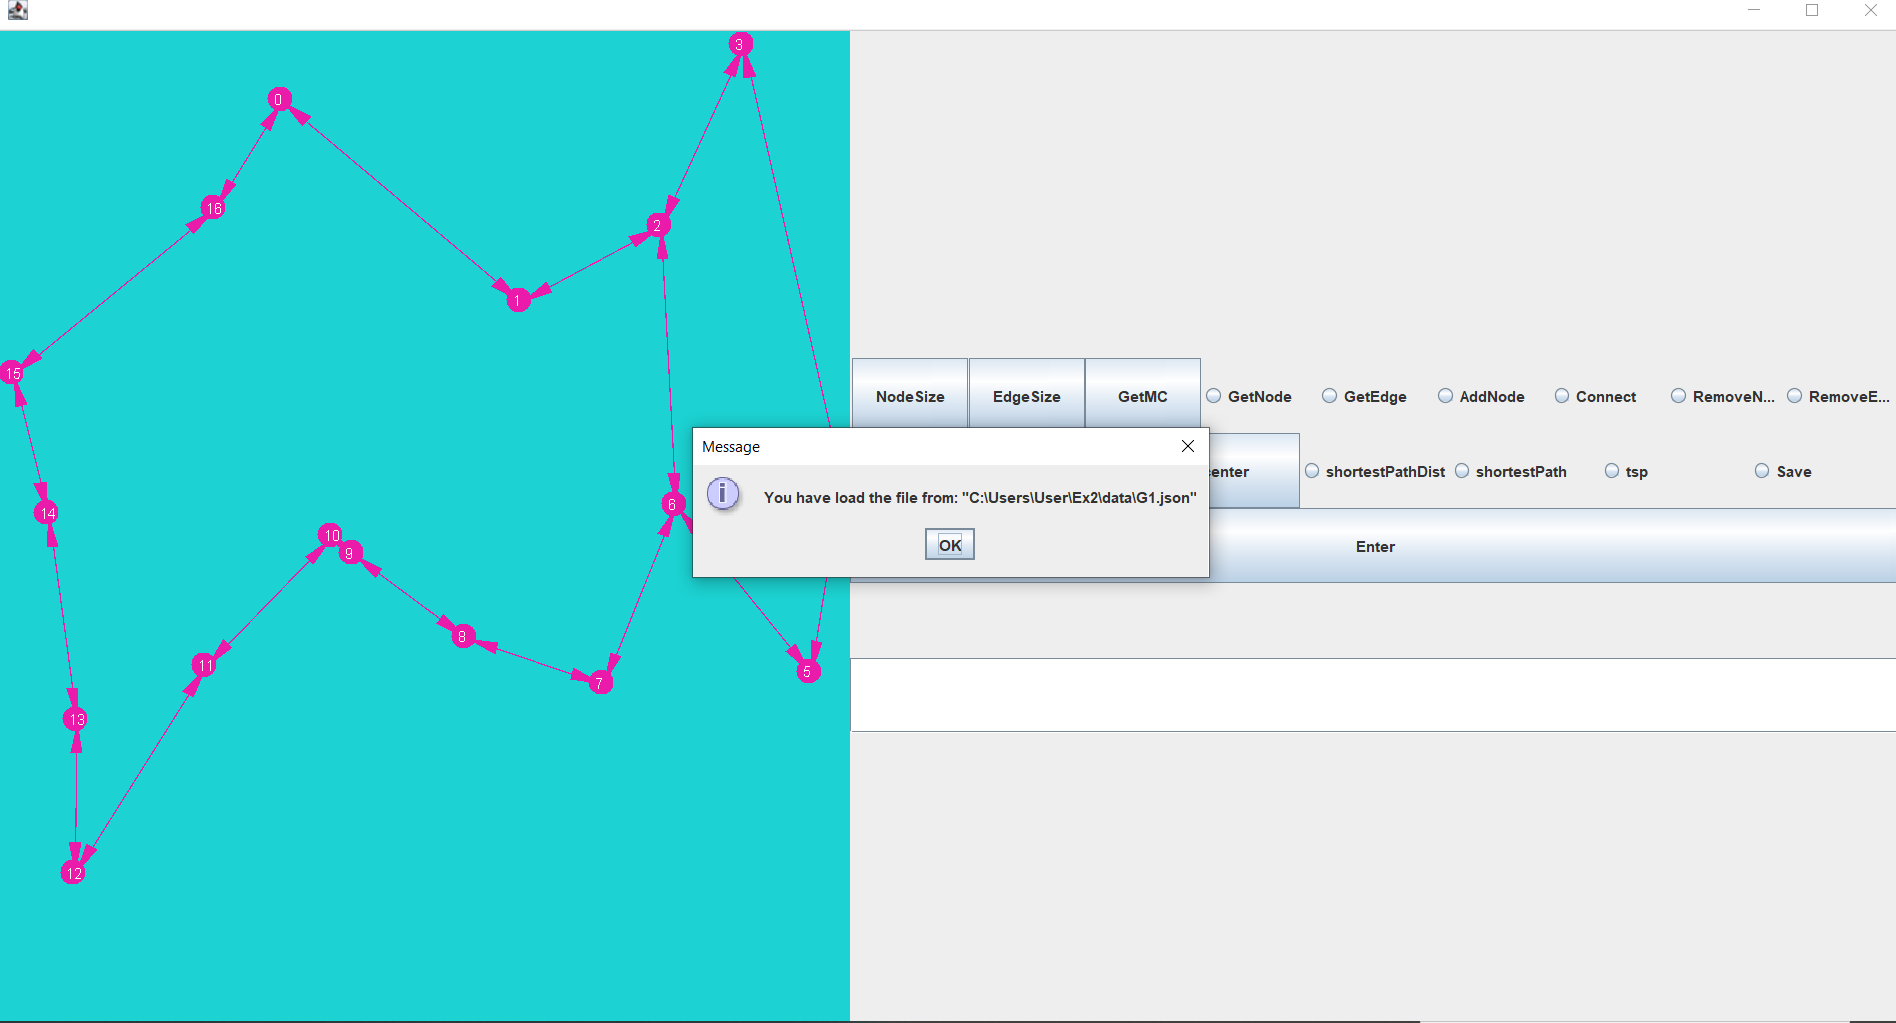 3
0
16
2
1
15
NodeSize EdgeSize GetMC GetNode GetEdge AddNode Connect RemoveN... RemoveE...
Message
shortestPathDist shortestPath tsp Save
You have load the file from: "C:\Users\User\Ex2\data\G1.json"
6
14
OK
Enter
10
9
8
11
5
7
13
12